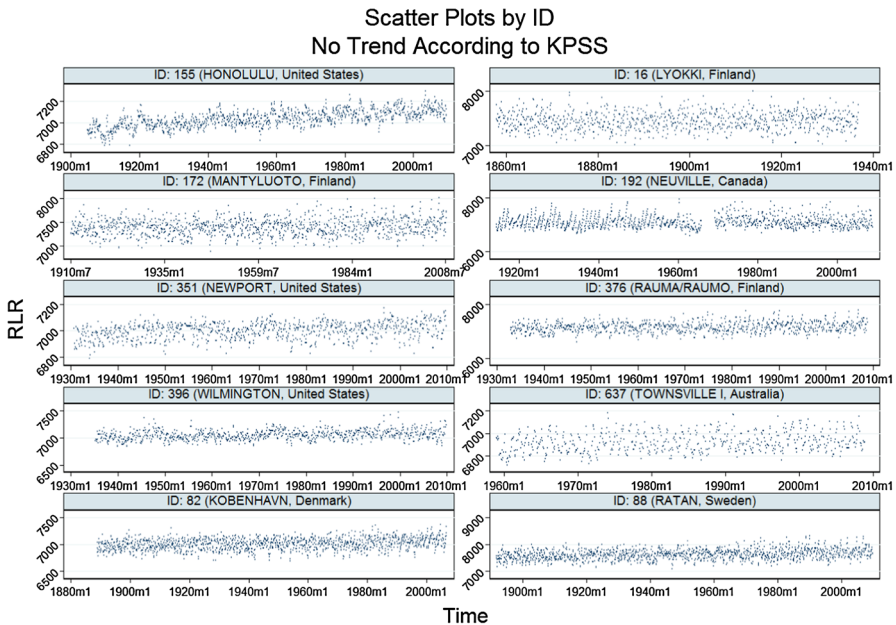 Scatter Plots by ID
No Trend According to KPSS
RLR
ID: 155 (HONOLULU, United States)
7200
7000
6800
1900m1 1920m1 1940m1 1960m1 1980m1 2000m1
ID: 16 (LYOKKI, Finland)
8000
7000
1860m1 1880m1 1900m1 1920m1 1940m1
ID: 172 (MANTYLUOTO, Finland)
8000
7500
7000
1910m7 1935m1 1959m7 1984m1 2008m7
ID: 192 (NEUVILLE, Canada)
8000
6000
1920m1 1940m1 1960m1 1980m1 2000m1
ID: 351 (NEWPORT, United States)
7200
7000
6800
1930m1 1940m1 1950m1 1960m1 1970m1 1980m1 1990m1 2000m1 2010m1
ID: 376 (RAUMA/RAUMO, Finland)
8000
6000
1930m1 1940m1 1950m1 1960m1 1970m1 1980m1 1990m1 2000m1 2010m1
ID: 396 (WILMINGTON, United States)
7500
7000
6500
1930m1 1940m1 1950m1 1960m1 1970m1 1980m1 1990m1 2000m1 2010m1
ID: 637 (TOWNSVILLE I, Australia)
7200
7000
6800
1960m1 1970m1 1980m1 1990m1 2000m1 2010m1
ID: 82 (KOBENHAVN, Denmark)
7500
7000
6500
1880m1 1900m1 1920m1 1940m1 1960m1 1980m1 2000m1
ID: 88 (RATAN, Sweden)
9000
8000
7000
1900m1 1920m1 1940m1 1960m1 1980m1 2000m1
Time